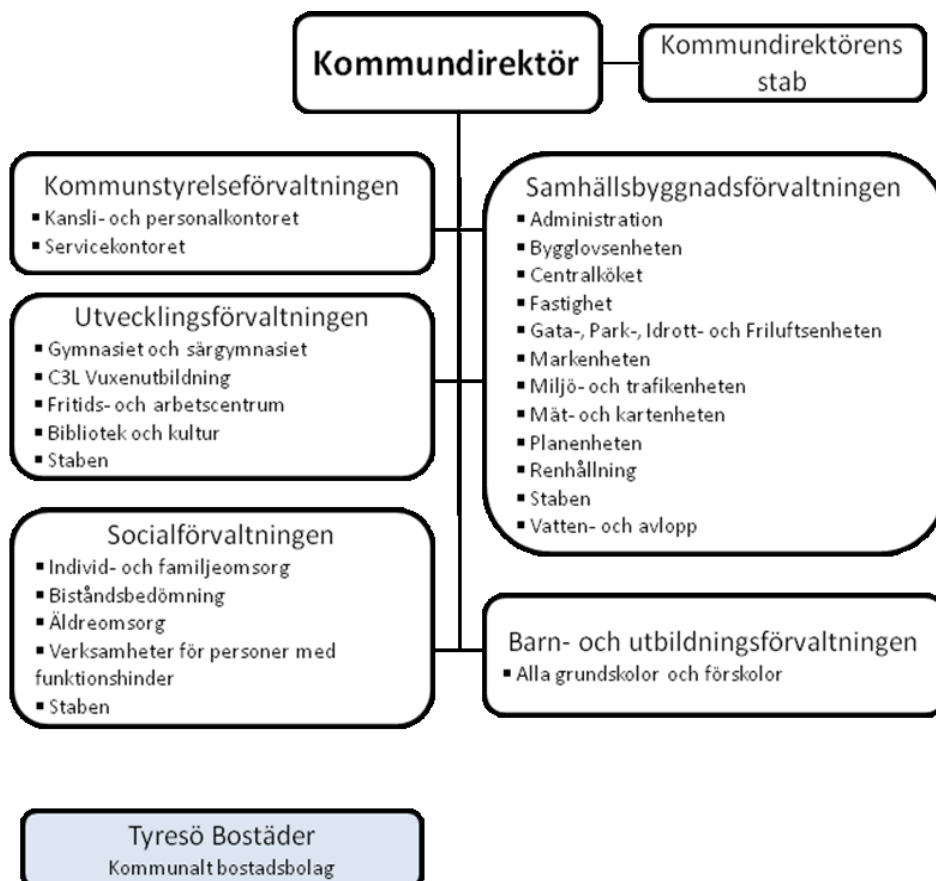 Kommundirektör
Kommundirektörens
stab
Kommunstyrelseförvaltningen
▪ Kansli- och personalkontoret
▪ Servicekontoret
Utvecklingsförvaltningen
▪ Gymnasiet och särgymnasiet
▪ C3L Vuxenutbildning
▪ Fritids- och arbetscentrum
▪ Bibliotek och kultur
▪ Staben
Socialförvaltningen
▪ Individ- och familjeomsorg
▪ Biståndsbedömning
▪ Äldreomsorg
▪ Verksamheter för personer med
funktionshinder
▪ Staben
Samhällsbyggnadsförvaltningen
▪ Administration
▪ Bygglovsenheten
▪ Centralköket
▪ Fastighet
▪ Gata-, Park-, Idrott- och Friluftsenheten
▪ Markenheten
▪ Miljö- och trafikenheten
▪ Mät- och kartenheten
▪ Planenheten
▪ Renhållning
▪ Staben
▪ Vatten- och avlopp
Barn- och utbildningsförvaltningen
▪ Alla grundskolor och förskolor
Tyresö Bostäder
Kommunalt bostadsbolag